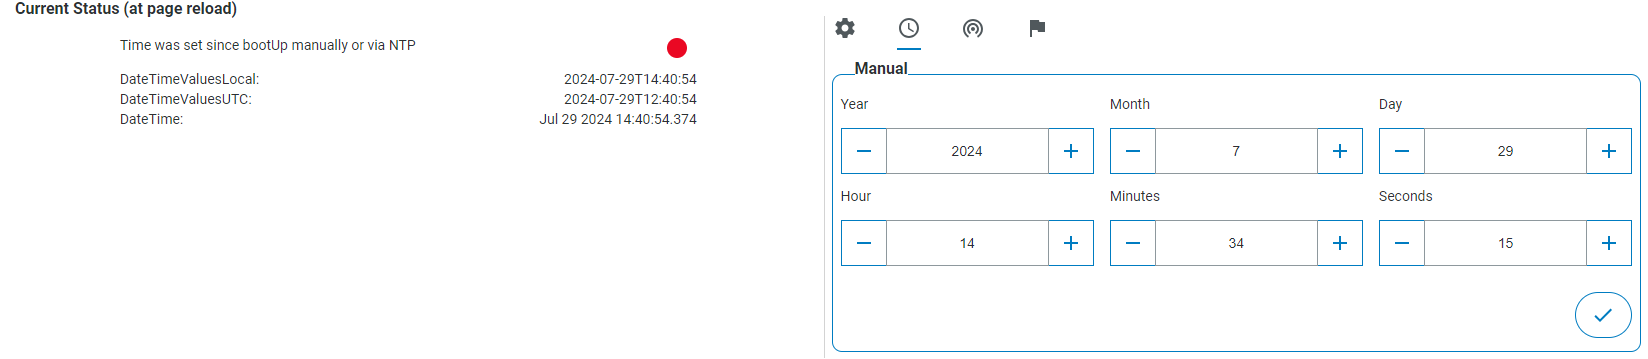 Current Status (at page reload)
Time was set since bootUp manually or via NTP
DateTimeValuesLocal: 2024-07-29T14:40:54
DateTimeValuesUTC: 2024-07-29T12:40:54
DateTime: Jul 29 2024 14:40:54.374
Manual
Year Month Day
2024 7 29
Hour Minutes Seconds
14 34 15